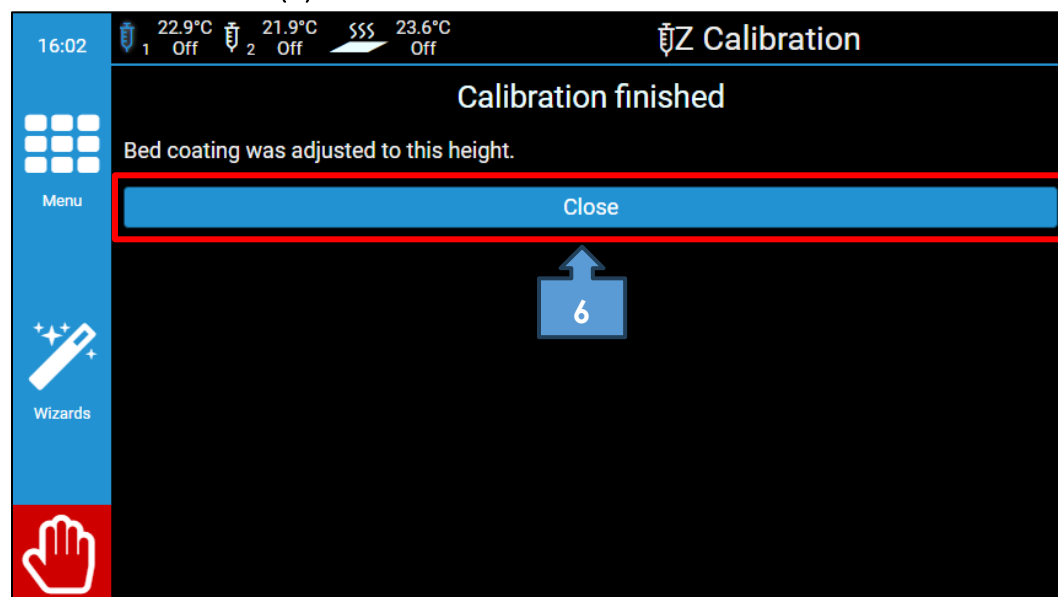 16:02
1 22.9°C Off 2 21.9°C Off 23.6°C Off
Z Calibration
Calibration finished
Bed coating was adjusted to this height.
Menu
Close
6
Wizards